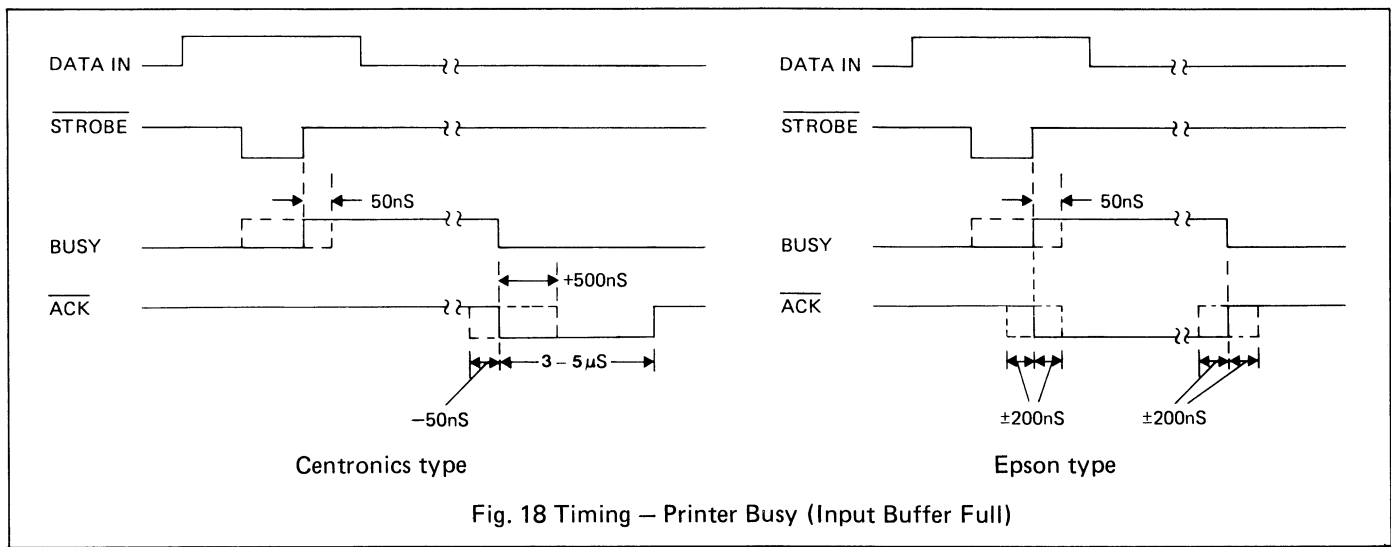 DATA IN
STROBE
50nS
BUSY
+500nS
ACK
3 – 5 μS
−50nS
Centronics type
DATA IN
STROBE
50nS
BUSY
ACK
±200nS
±200nS
Epson type
Fig. 18 Timing — Printer Busy (Input Buffer Full)